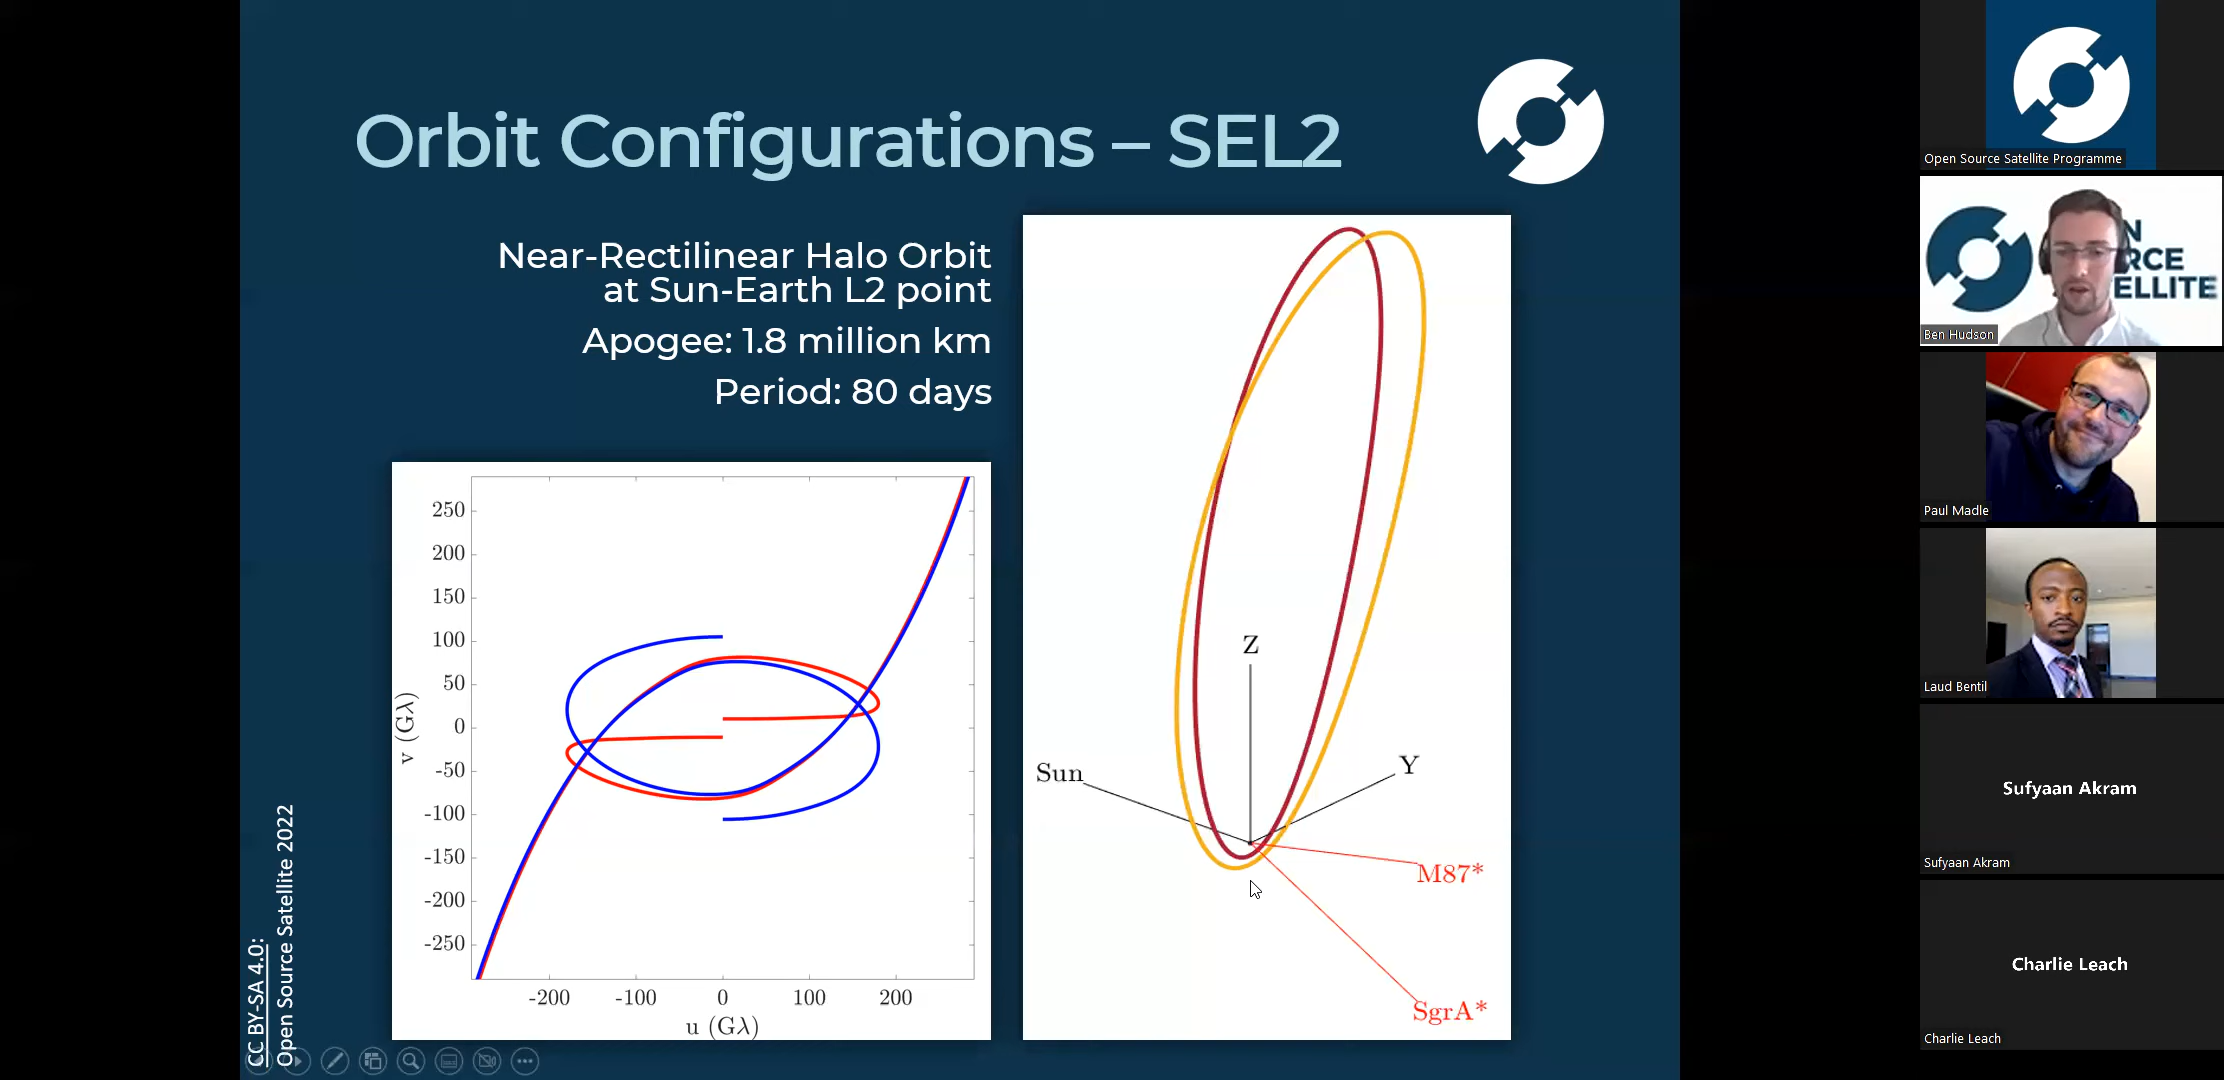 Orbit Configurations – SEL2
Near-Rectilinear Halo Orbit
at Sun-Earth L2 point
Apogee: 1.8 million km
Period: 80 days
250
200
150
100
50
0
-50
-100
-150
-200
-250
v (Gλ)
-200 -100 0 100 200
u (Gλ)
Z
Sun
Y
M87*
SgrA*
CC BY-SA 4.0:
Open Source Satellite 2022
Open Source Satellite Programme
N
RCE
ELLITE
Ben Hudson
Paul Madle
Laud Bentil
Sufyaan Akram
Sufyaan Akram
Charlie Leach
Charlie Leach